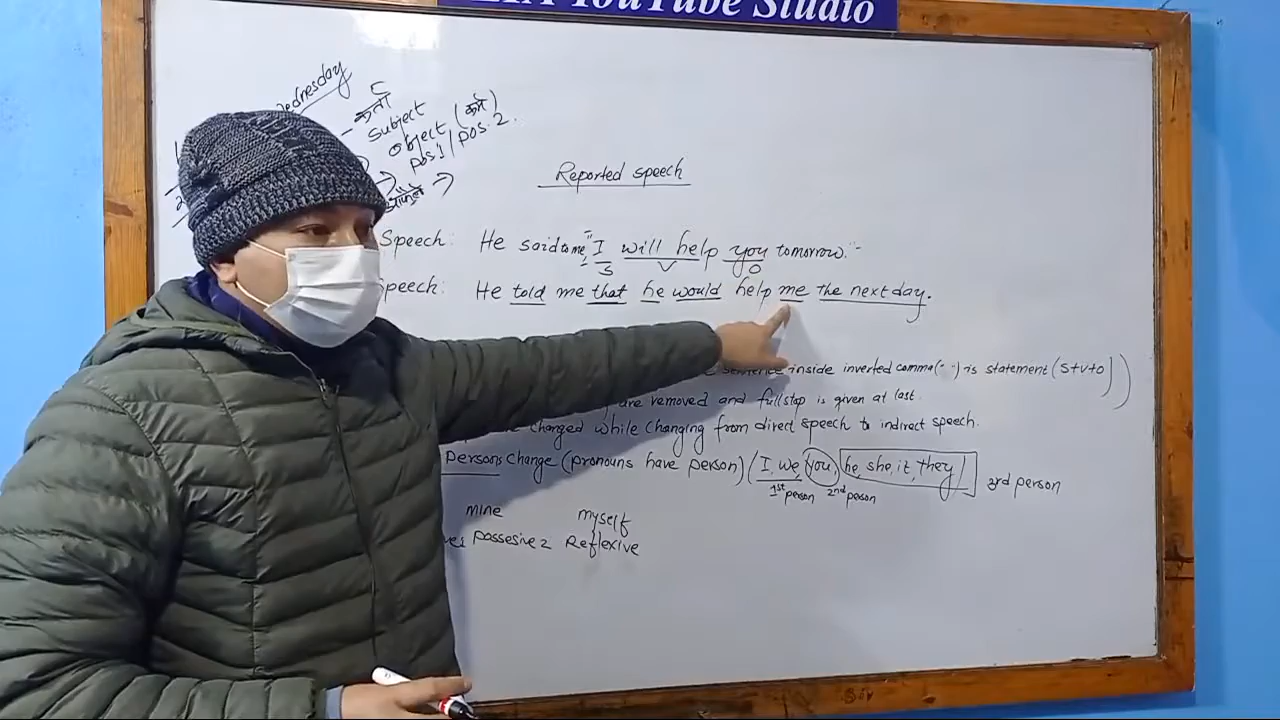 YouTube Studio
Wednesday
कर्ता
Subject
object (कर्म)
pos.1/pos.2.
Reported speech
Speech: He said to me, "I will help you tomorrow."
S V O
Speech: He told me that he would help me the next day.
sentence inside inverted comma (" ") is statement (S+V+O))
are removed and fullstop is given at last.
changed while changing from direct speech to indirect speech.
Persons change (pronouns have person) (I, we, you, he, she, it, they) 3rd person
1st person 2nd person
mine myself
Possesive 2 Reflexive